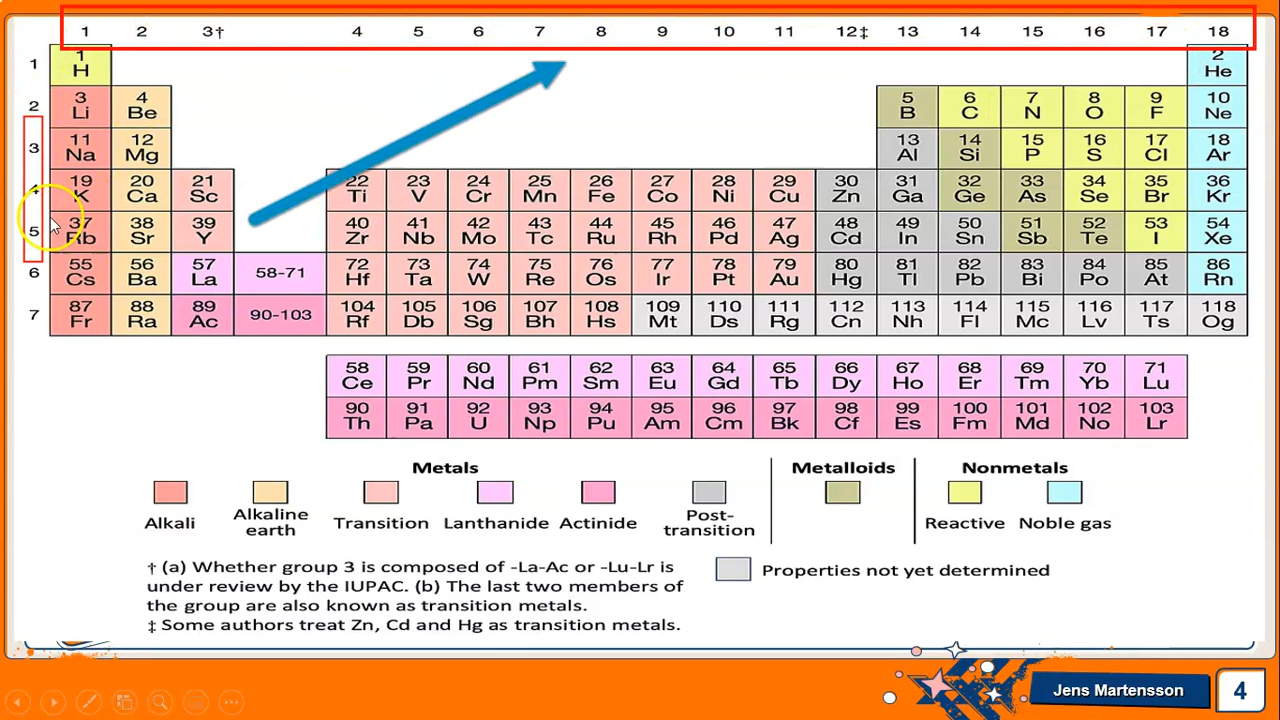 1 2 3† 4 5 6 7 8 9 10 11 12‡ 13 14 15 16 17 18
1 1 2
H He
2 3 4 5 6 7 8 9 10
Li Be B C N O F Ne
3 11 12 13 14 15 16 17 18
Na Mg Al Si P S Cl Ar
4 19 20 21 22 23 24 25 26 27 28 29 30 31 32 33 34 35 36
K Ca Sc Ti V Cr Mn Fe Co Ni Cu Zn Ga Ge As Se Br Kr
5 37 38 39 40 41 42 43 44 45 46 47 48 49 50 51 52 53 54
Rb Sr Y Zr Nb Mo Tc Ru Rh Pd Ag Cd In Sn Sb Te I Xe
6 55 56 57 58-71 72 73 74 75 76 77 78 79 80 81 82 83 84 85 86
Cs Ba La Hf Ta W Re Os Ir Pt Au Hg Tl Pb Bi Po At Rn
7 87 88 89 90-103 104 105 106 107 108 109 110 111 112 113 114 115 116 117 118
Fr Ra Ac Rf Db Sg Bh Hs Mt Ds Rg Cn Nh Fl Mc Lv Ts Og
58 59 60 61 62 63 64 65 66 67 68 69 70 71
Ce Pr Nd Pm Sm Eu Gd Tb Dy Ho Er Tm Yb Lu
90 91 92 93 94 95 96 97 98 99 100 101 102 103
Th Pa U Np Pu Am Cm Bk Cf Es Fm Md No Lr
Metals Metalloids Nonmetals
Alkali Alkaline earth Transition Lanthanide Actinide Post-transition Reactive Noble gas
† (a) Whether group 3 is composed of -La-Ac or -Lu-Lr is
under review by the IUPAC. (b) The last two members of
the group are also known as transition metals.
‡ Some authors treat Zn, Cd and Hg as transition metals.
Properties not yet determined
Jens Martensson 4